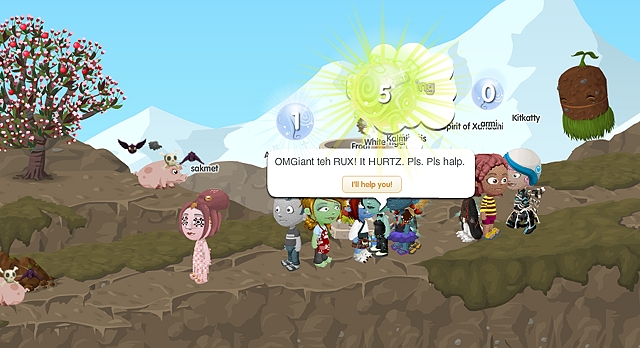 5
1
0
Kitkatty
sakmet
OMGiant teh RUX! It HURTZ. Pls. Pls halp.
I'll help you!